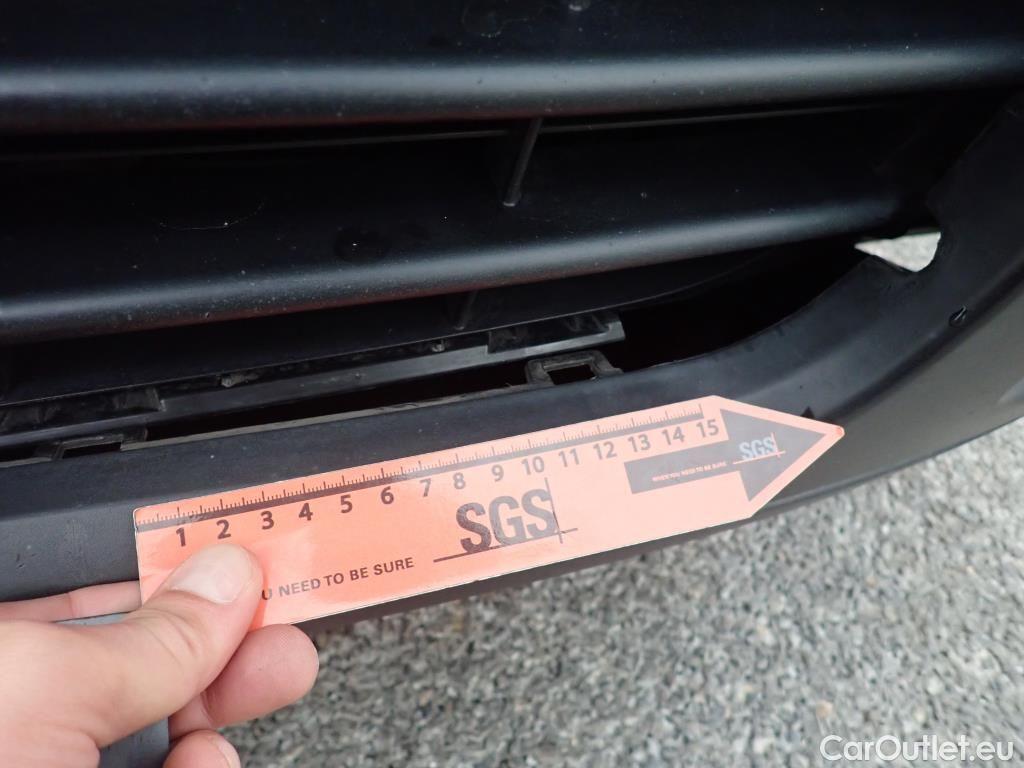 1 2 3 4 5 6 7 8 9 10 11 12 13 14 15
SGS
WHEN YOU NEED TO BE SURE
SGS
U NEED TO BE SURE
CarOutlet.eu